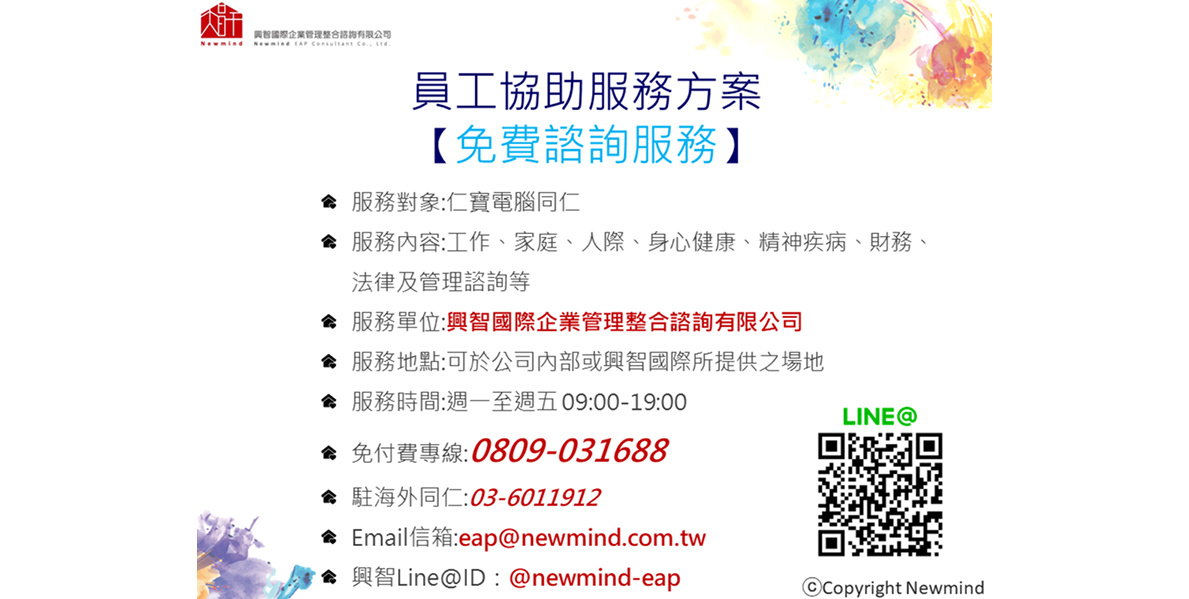 Newmind
興智國際企業管理整合諮詢有限公司
Newmind EAP Consultant Co., Ltd.
員工協助服務方案
【免費諮詢服務】
服務對象:仁寶電腦同仁
服務內容:工作、家庭、人際、身心健康、精神疾病、財務、
法律及管理諮詢等
服務單位:興智國際企業管理整合諮詢有限公司
服務地點:可於公司內部或興智國際所提供之場地
服務時間:週一至週五 09:00-19:00
免付費專線:0809-031688
駐海外同仁:03-6011912
Email信箱:eap@newmind.com.tw
興智Line@ID：@newmind-eap
LINE@
ⓒCopyright Newmind